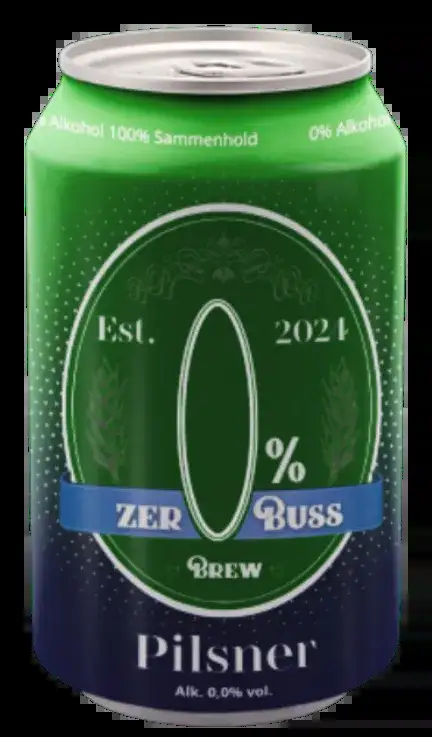 % Alkohol 100% Sammenhold 0% Alkohol
Est. 2024
0%
ZER BUSS
BREW
Pilsner
Alk. 0,0% vol.